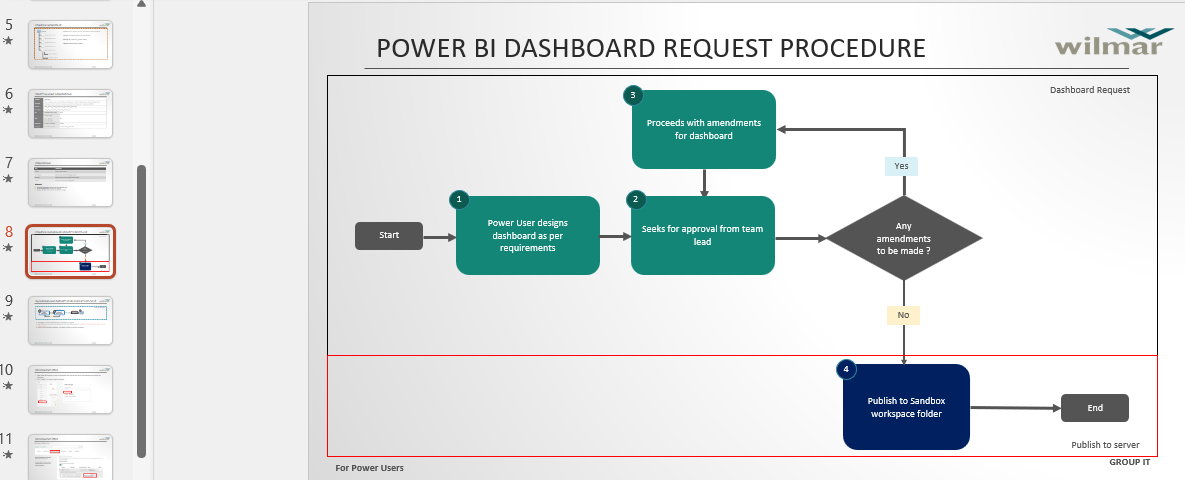 5
6
7
8
9
10
11
POWER BI DASHBOARD REQUEST PROCEDURE
wilmar
Dashboard Request
3
Proceeds with amendments
for dashboard
Yes
1
Power User designs
dashboard as per
requirements
2
Seeks for approval from team
lead
Start
Any
amendments
to be made ?
No
4
Publish to Sandbox
workspace folder
End
Publish to server
For Power Users
GROUP IT